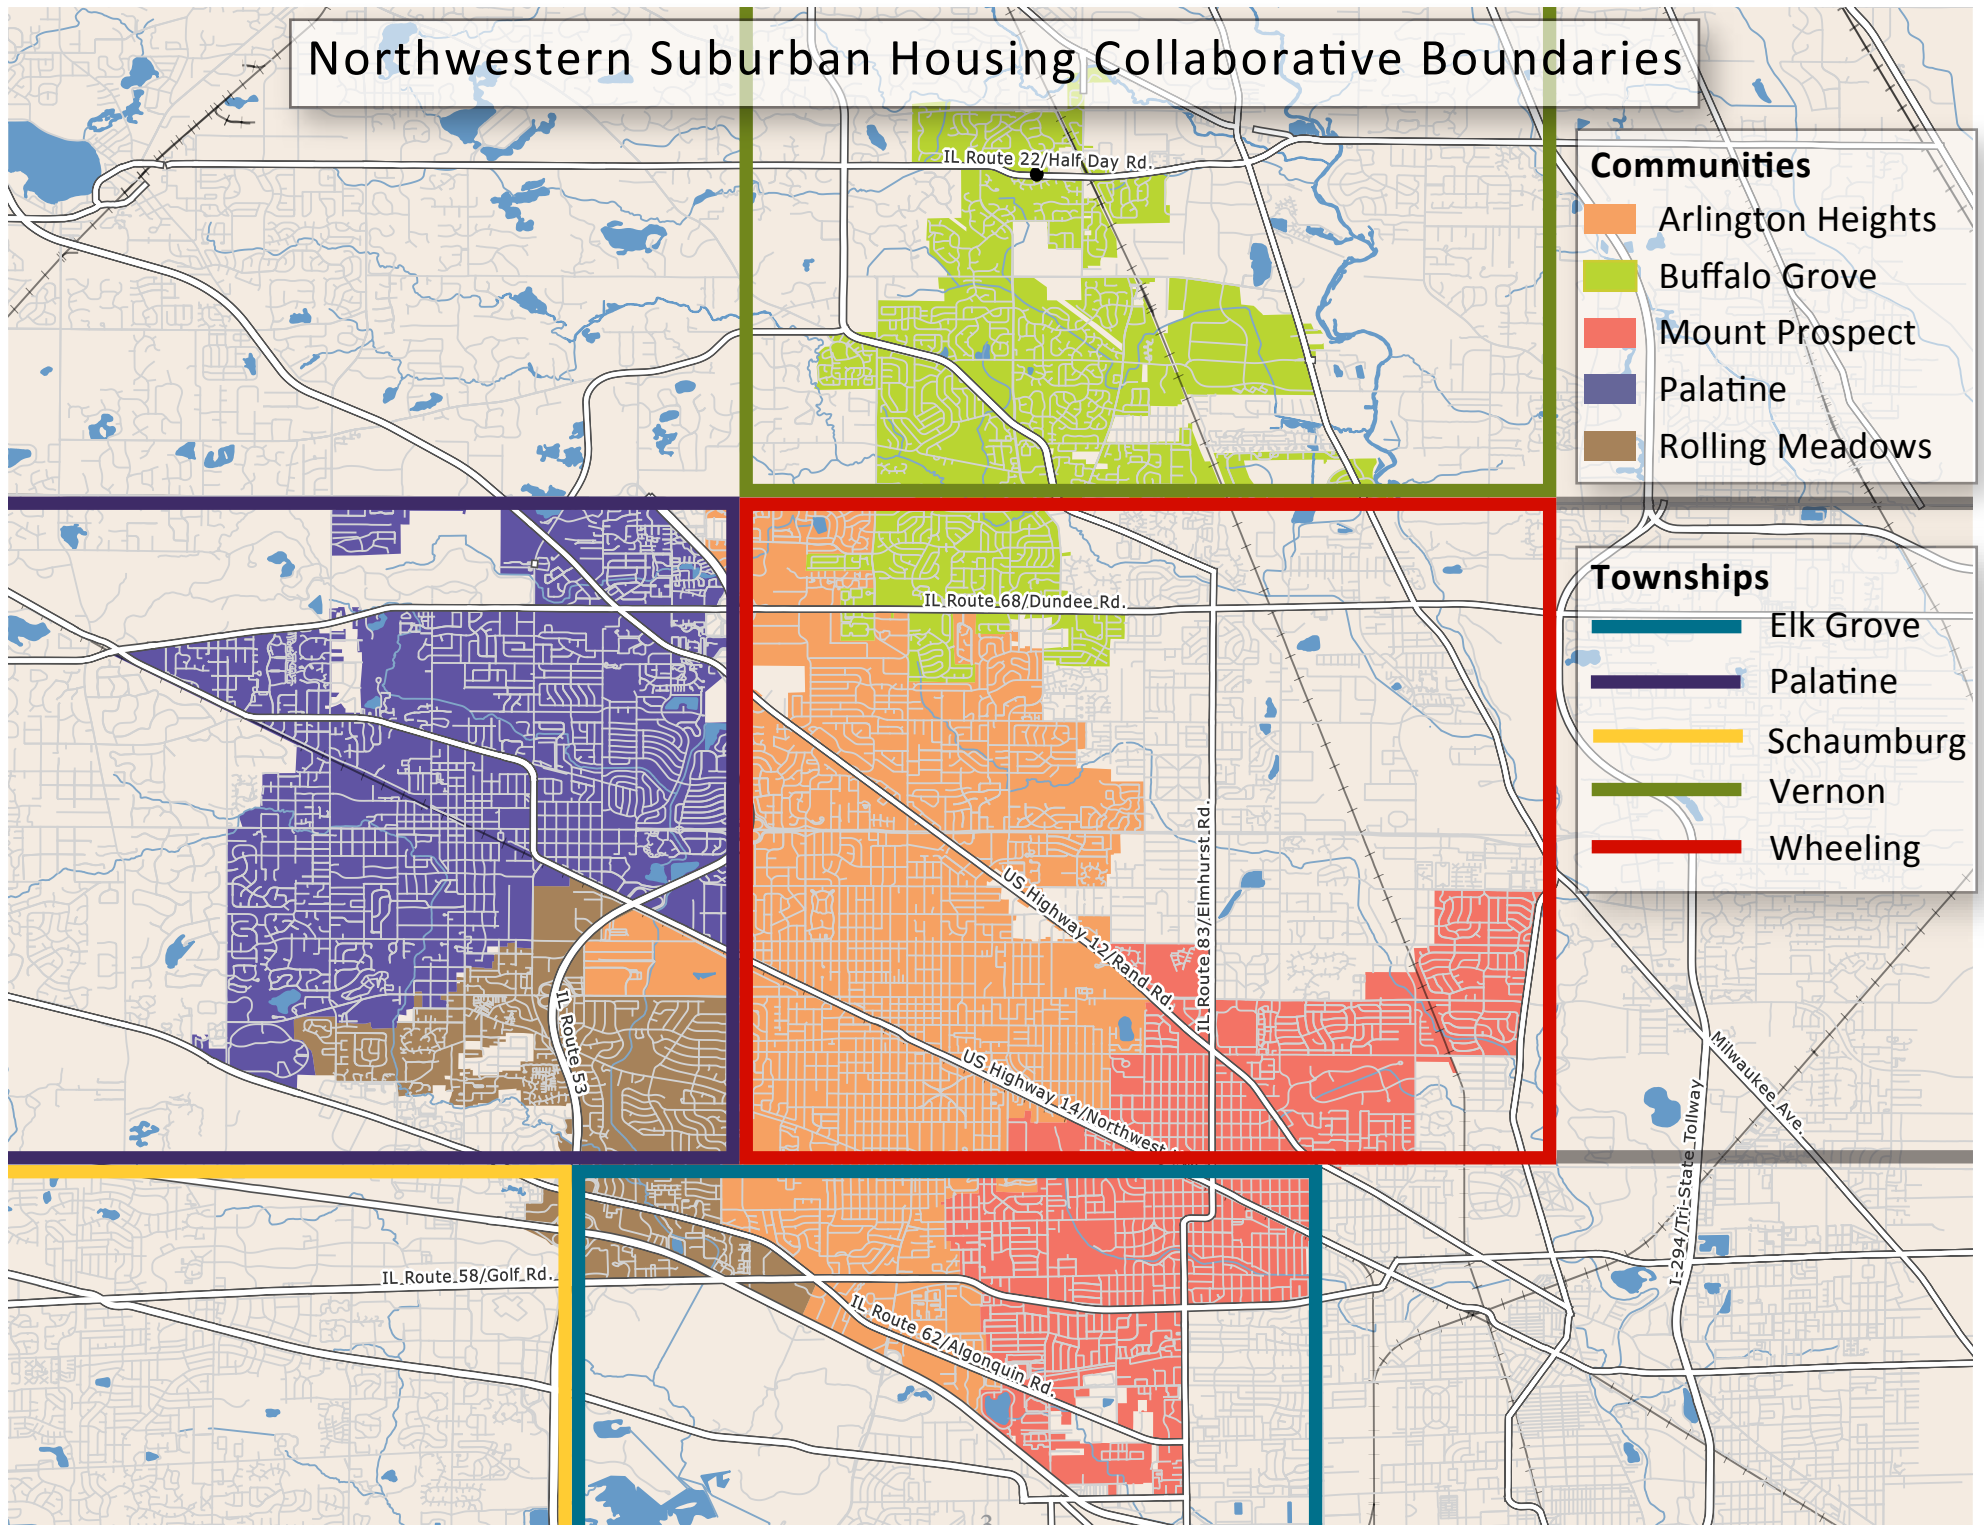 Northwestern Suburban Housing Collaborative Boundaries
IL Route 22/Half Day Rd.
Communities
Arlington Heights
Buffalo Grove
Mount Prospect
Palatine
Rolling Meadows
IL Route 68/Dundee Rd.
Townships
Elk Grove
Palatine
Schaumburg
Vernon
Wheeling
US Highway 12/Rand Rd.
IL Route 83/Elmhurst Rd.
IL Route 53
US Highway 14/Northwest
Milwaukee Ave.
I-294/Tri-State Tollway
IL Route 58/Golf Rd.
IL Route 62/Algonquin Rd.